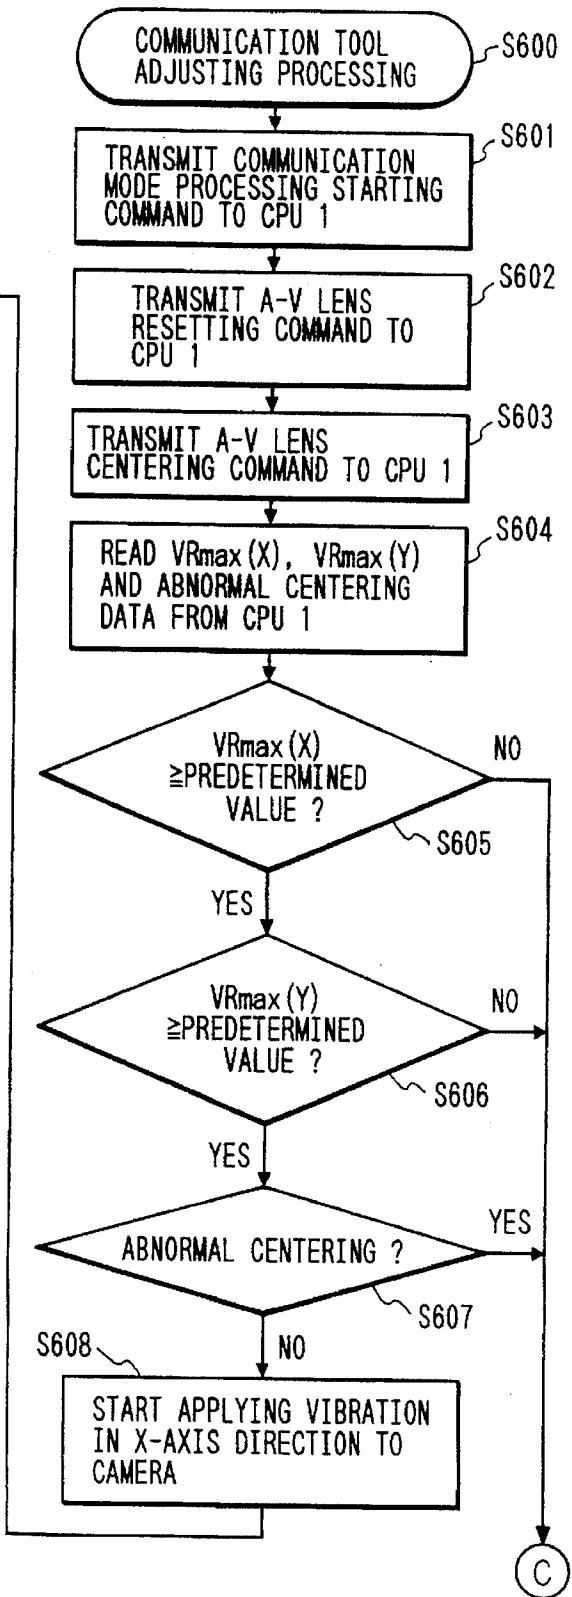 COMMUNICATION TOOL
ADJUSTING PROCESSING
S600
S601
TRANSMIT COMMUNICATION
MODE PROCESSING STARTING
COMMAND TO CPU 1
S602
TRANSMIT A-V LENS
RESETTING COMMAND TO
CPU 1
S603
TRANSMIT A-V LENS
CENTERING COMMAND TO CPU 1
S604
READ VRmax(X), VRmax(Y)
AND ABNORMAL CENTERING
DATA FROM CPU 1
VRmax(X)
≧PREDETERMINED
VALUE ?
NO
S605
YES
VRmax(Y)
≧PREDETERMINED
VALUE ?
NO
S606
YES
ABNORMAL CENTERING ?
YES
S607
NO
S608
START APPLYING VIBRATION
IN X-AXIS DIRECTION TO
CAMERA
C